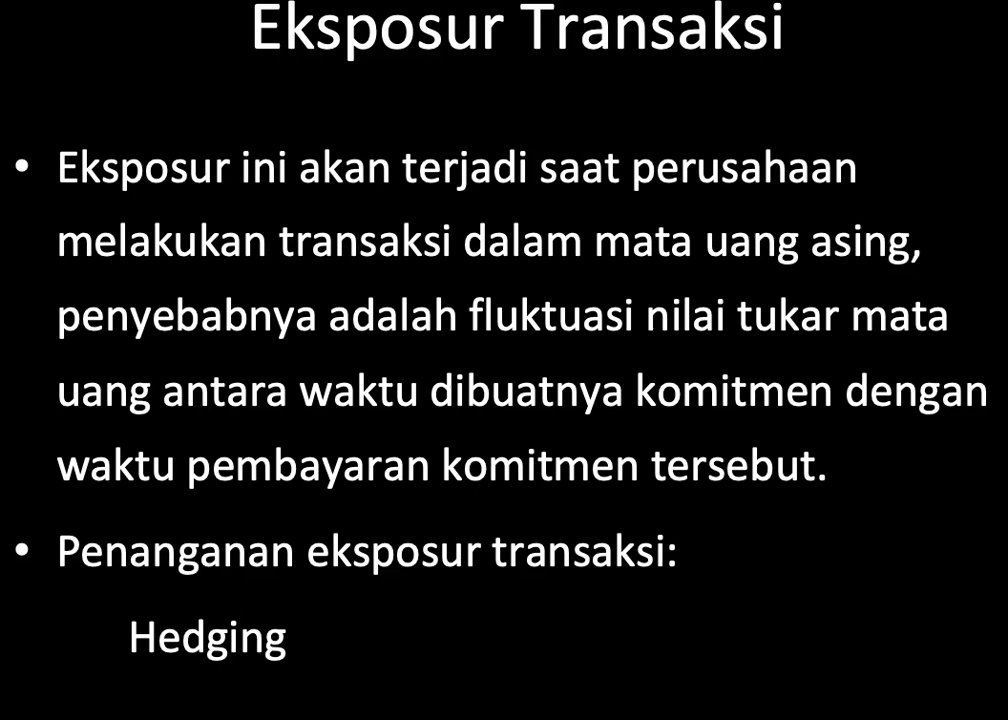 Eksposur Transaksi
• Eksposur ini akan terjadi saat perusahaan
melakukan transaksi dalam mata uang asing,
penyebabnya adalah fluktuasi nilai tukar mata
uang antara waktu dibuatnya komitmen dengan
waktu pembayaran komitmen tersebut.
• Penanganan eksposur transaksi:
Hedging